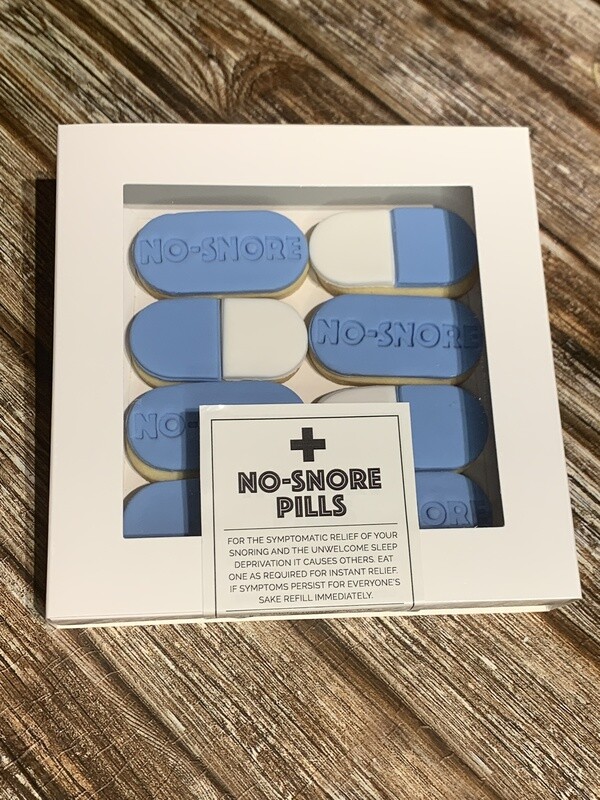 NO-SNORE
NO-SNORE
NO-
ORE
NO-SNORE
PILLS
FOR THE SYMPTOMATIC RELIEF OF YOUR
SNORING AND THE UNWELCOME SLEEP
DEPRIVATION IT CAUSES OTHERS. EAT
ONE AS REQUIRED FOR INSTANT RELIEF.
IF SYMPTOMS PERSIST FOR EVERYONE'S
SAKE REFILL IMMEDIATELY.